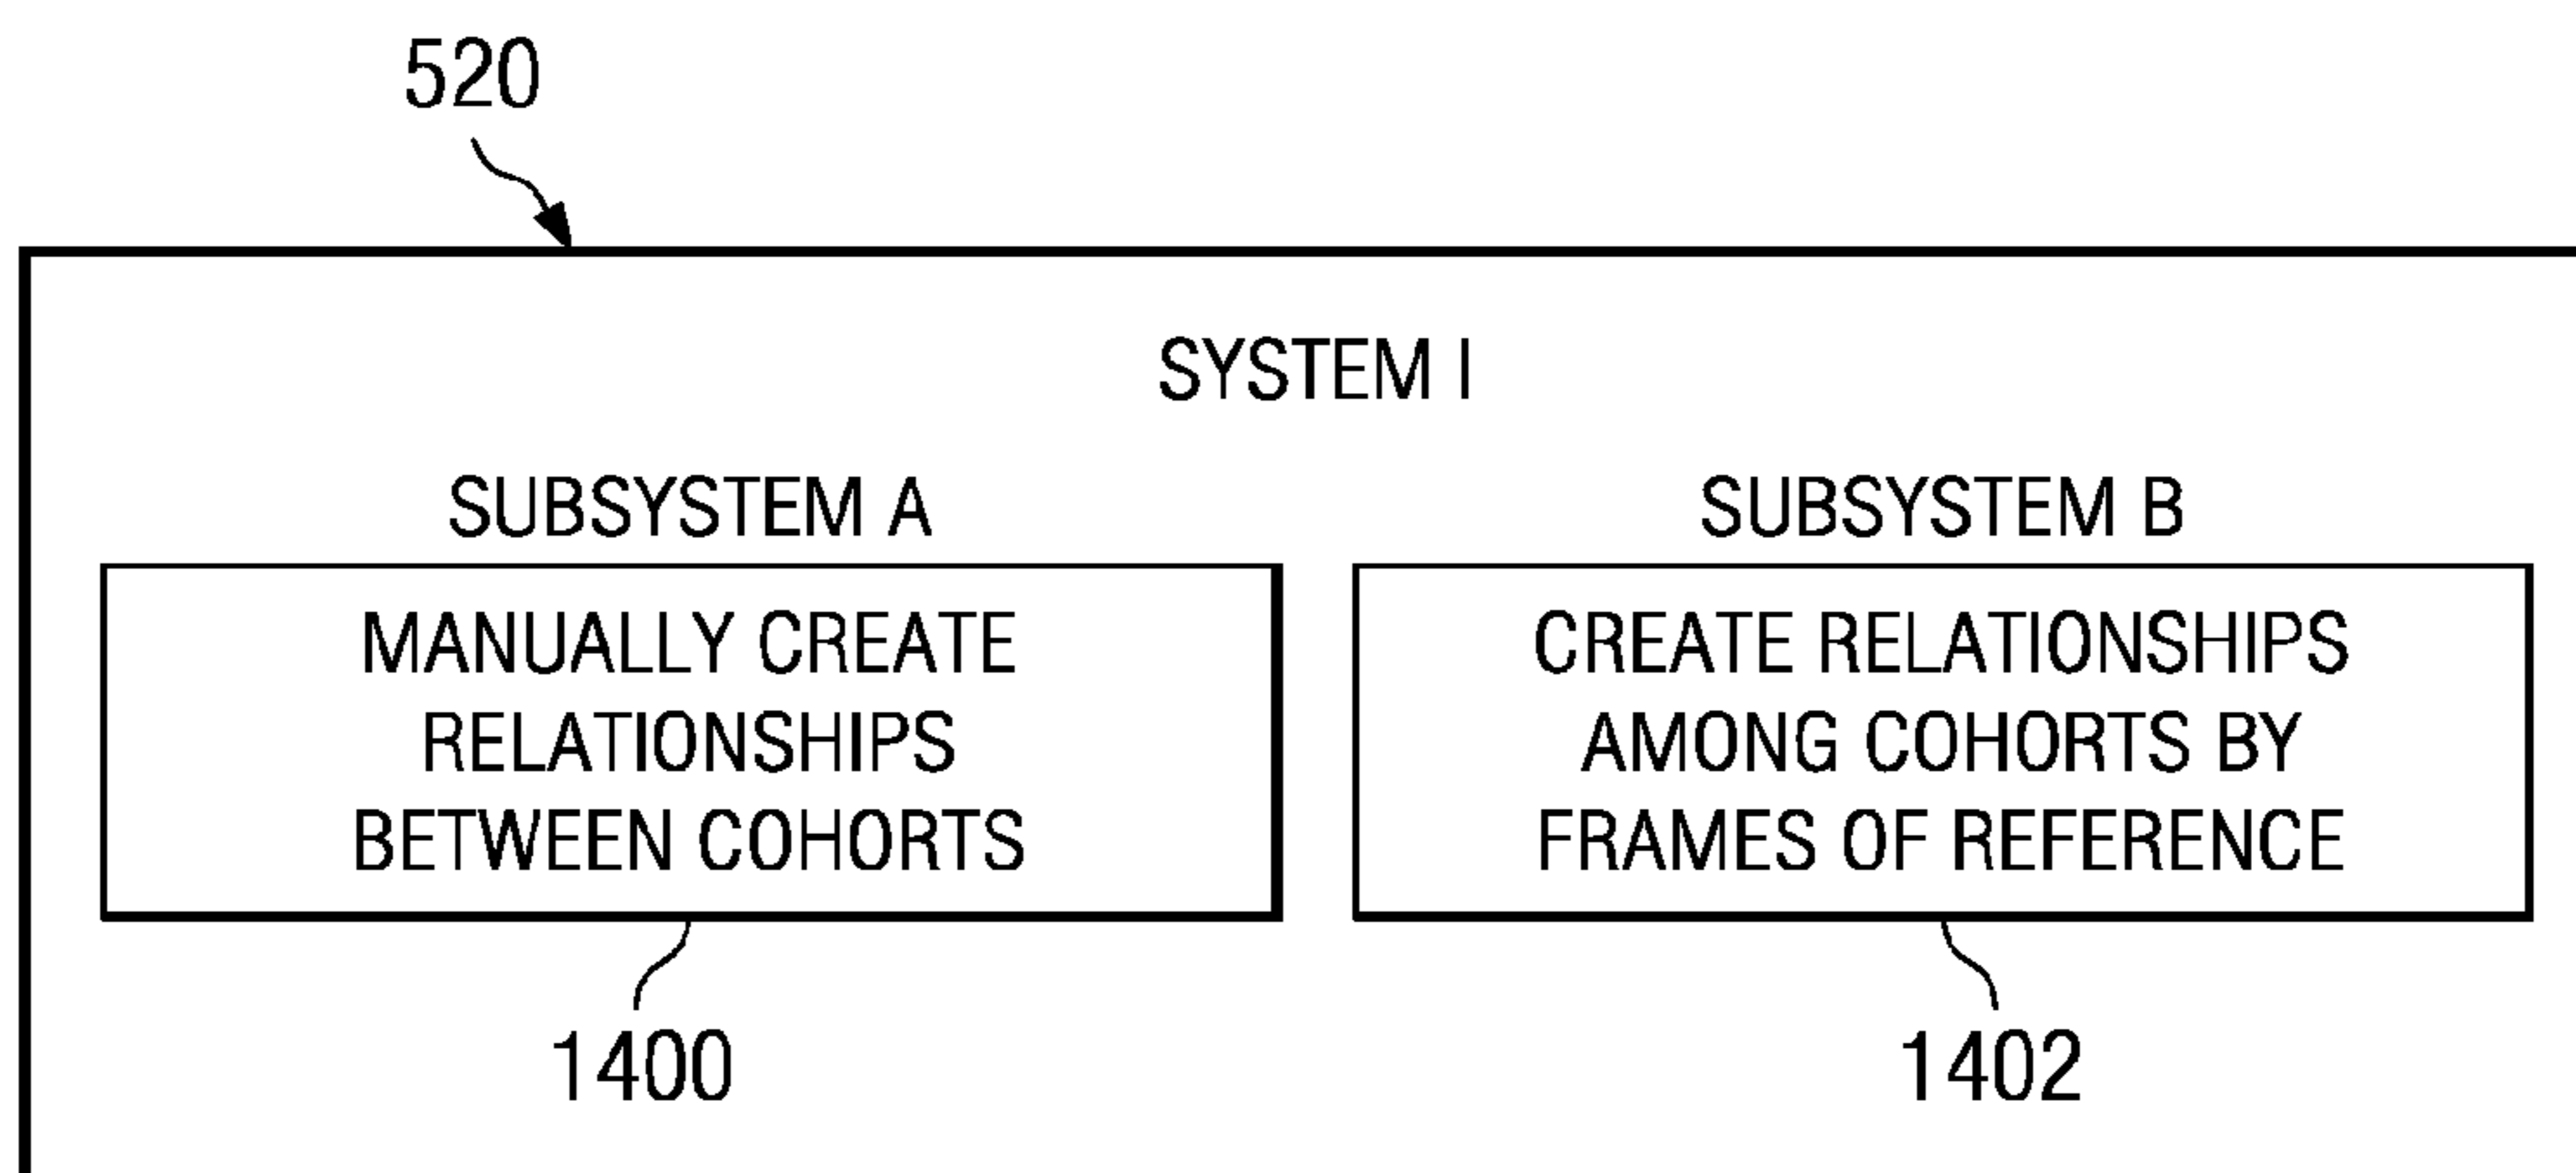 520
SYSTEM I
SUBSYSTEM A
MANUALLY CREATE
RELATIONSHIPS
BETWEEN COHORTS
1400
SUBSYSTEM B
CREATE RELATIONSHIPS
AMONG COHORTS BY
FRAMES OF REFERENCE
1402